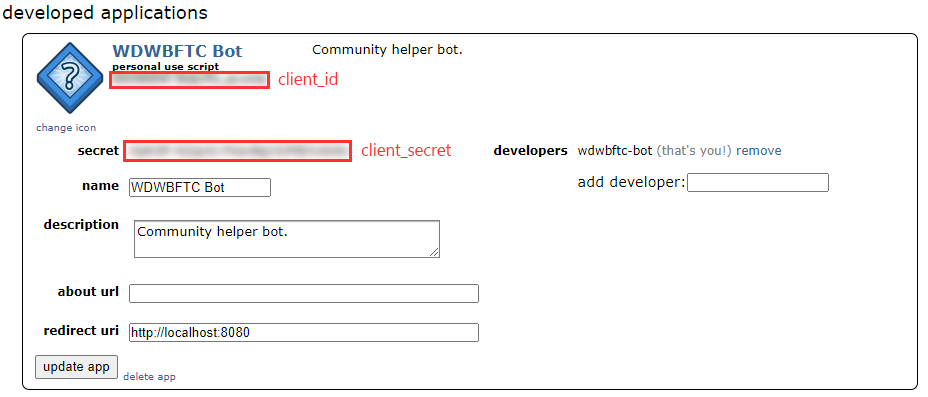 developed applications
WDWBFTC Bot
Community helper bot.
personal use script
client_id
change icon
secret
client_secret
developers
wdwbftc-bot (that's you!) remove
name
WDWBFTC Bot
add developer:
description
Community helper bot.
about url
redirect uri
http://localhost:8080
update app
delete app